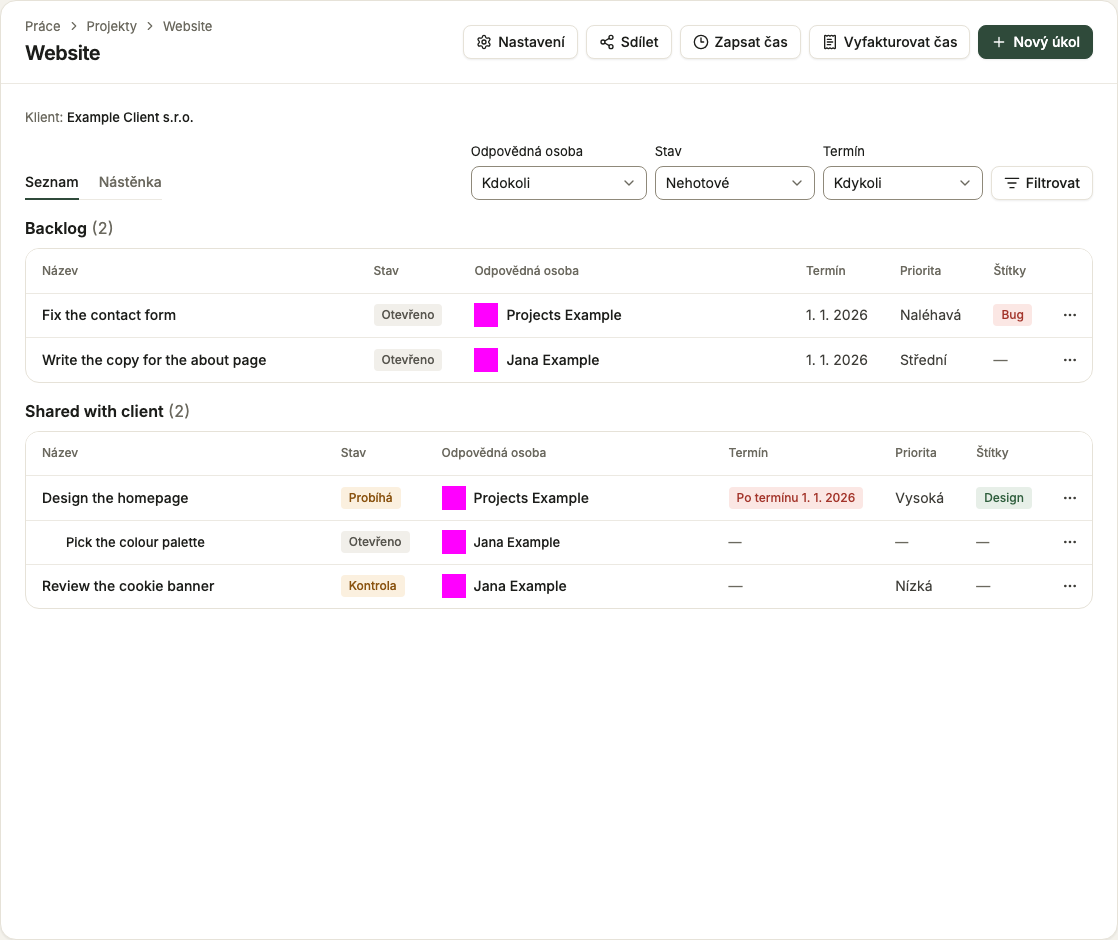 Práce > Projekty > Website
Website
Nastavení
Sdílet
Zapsat čas
Vyfakturovat čas
+ Nový úkol
Klient: Example Client s.r.o.
Seznam Nástěnka
Odpovědná osoba Stav Termín
Kdokoli Nehotové Kdykoli Filtrovat
Backlog (2)
Název Stav Odpovědná osoba Termín Priorita Štítky
Fix the contact form Otevřeno Projects Example 1. 1. 2026 Naléhavá Bug ···
Write the copy for the about page Otevřeno Jana Example 1. 1. 2026 Střední — ···
Shared with client (2)
Název Stav Odpovědná osoba Termín Priorita Štítky
Design the homepage Probíhá Projects Example Po termínu 1. 1. 2026 Vysoká Design ···
Pick the colour palette Otevřeno Jana Example — — — ···
Review the cookie banner Kontrola Jana Example — Nízká — ···